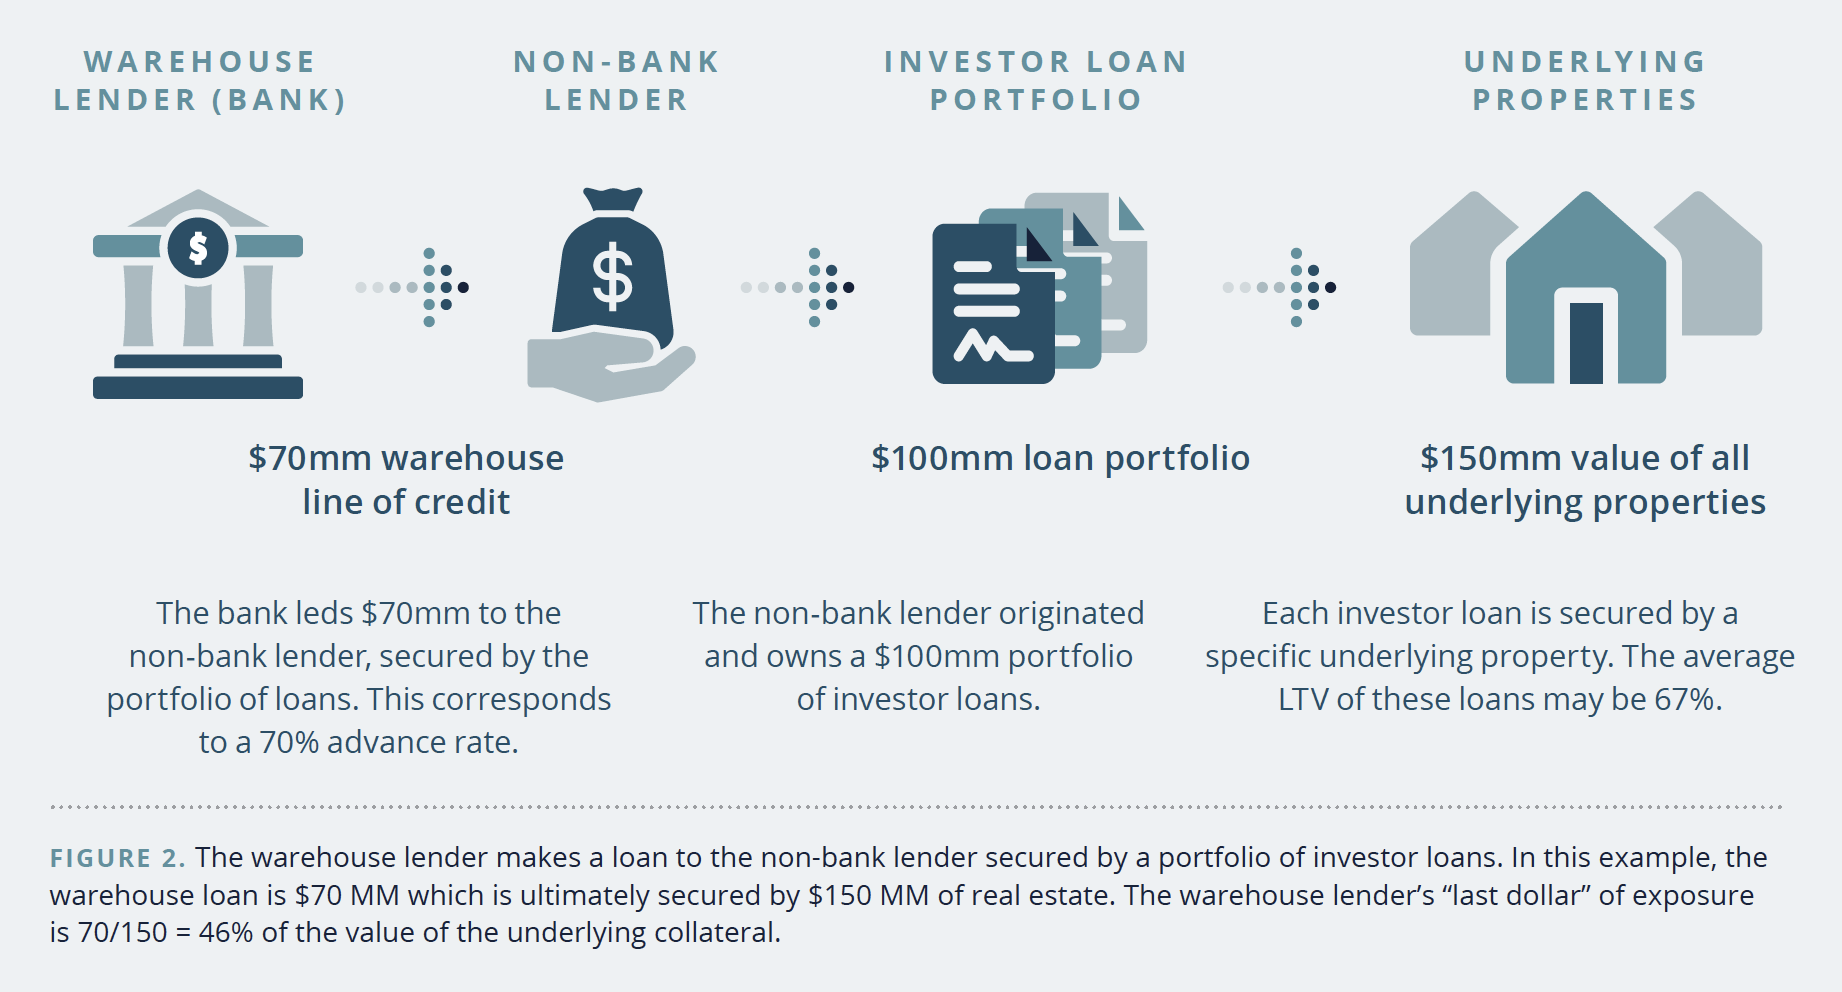 WAREHOUSE
LENDER (BANK)
NON-BANK
LENDER
INVESTOR LOAN
PORTFOLIO
UNDERLYING
PROPERTIES
$
$
$70mm warehouse
line of credit
$100mm loan portfolio
$150mm value of all
underlying properties
The bank leds $70mm to the
non-bank lender, secured by the
portfolio of loans. This corresponds
to a 70% advance rate.
The non-bank lender originated
and owns a $100mm portfolio
of investor loans.
Each investor loan is secured by a
specific underlying property. The average
LTV of these loans may be 67%.
FIGURE 2. The warehouse lender makes a loan to the non-bank lender secured by a portfolio of investor loans. In this example, the
warehouse loan is $70 MM which is ultimately secured by $150 MM of real estate. The warehouse lender’s “last dollar” of exposure
is 70/150 = 46% of the value of the underlying collateral.